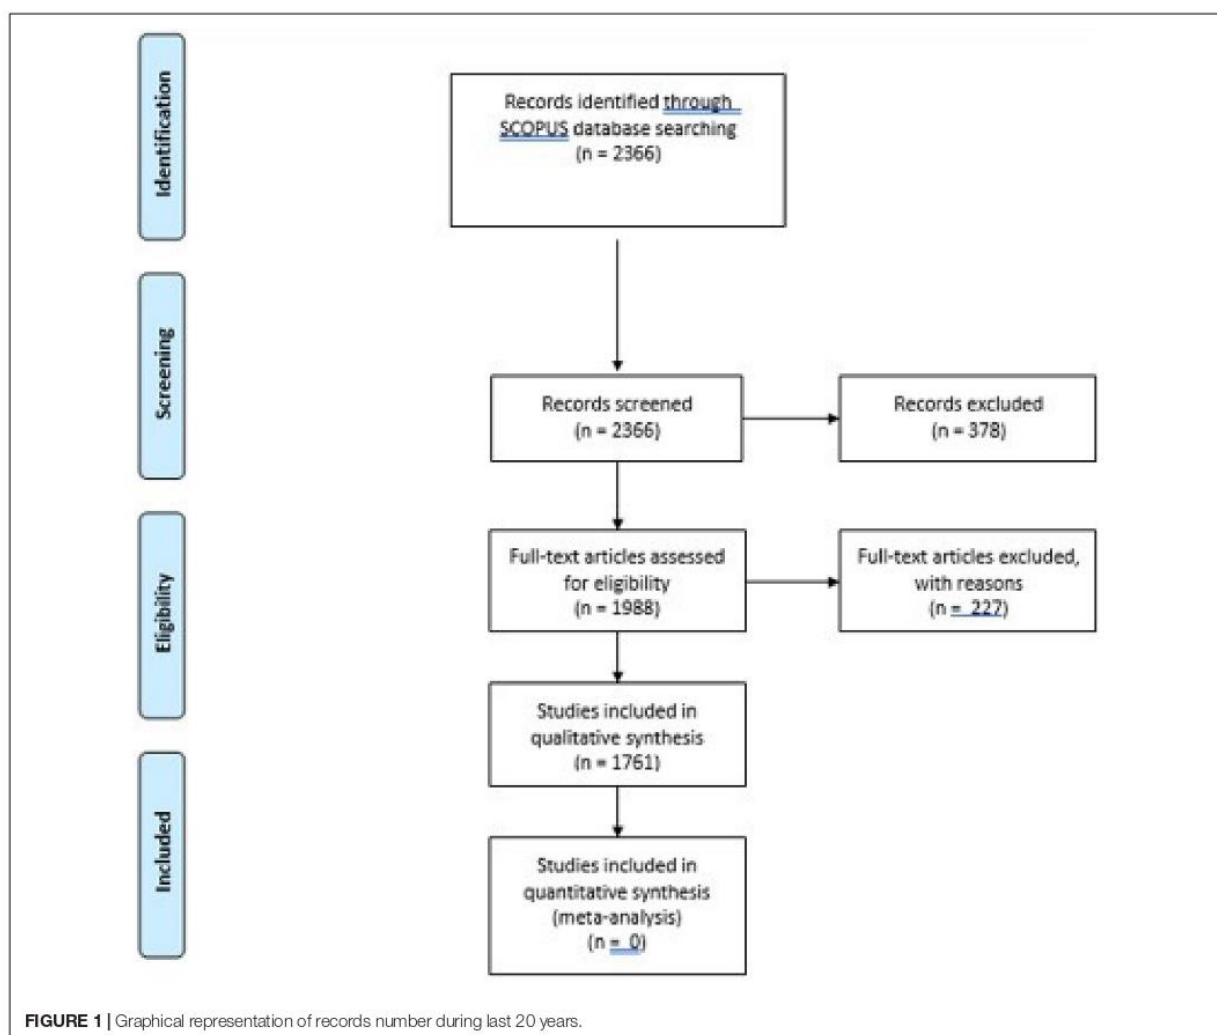 Identification
Records identified through
SCOPUS database searching
(n = 2366)
Screening
Records screened
(n = 2366)
Records excluded
(n = 378)
Eligibility
Full-text articles assessed
for eligibility
(n = 1988)
Full-text articles excluded,
with reasons
(n = 227)
Studies included in
qualitative synthesis
(n = 1761)
Included
Studies included in
quantitative synthesis
(meta-analysis)
(n = 0)
FIGURE 1 | Graphical representation of records number during last 20 years.